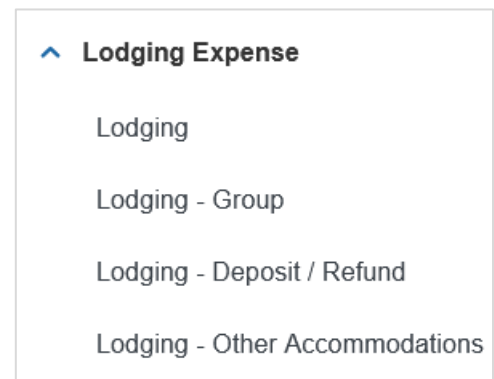 Lodging Expense
Lodging
Lodging - Group
Lodging - Deposit / Refund
Lodging - Other Accommodations